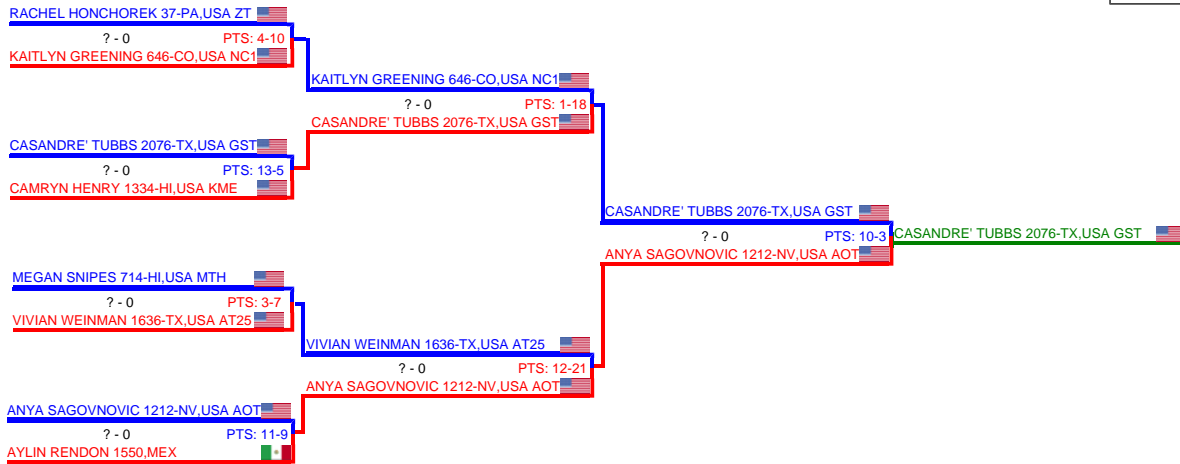 RACHEL HONCHOREK 37-PA,USA ZT
? - 0 PTS: 4-10
KAITLYN GREENING 646-CO,USA NC1
KAITLYN GREENING 646-CO,USA NC1
? - 0 PTS: 1-18
CASANDRE' TUBBS 2076-TX,USA GST
CASANDRE' TUBBS 2076-TX,USA GST
? - 0 PTS: 13-5
CAMRYN HENRY 1334-HI,USA KME
CASANDRE' TUBBS 2076-TX,USA GST
? - 0 PTS: 10-3
ANYA SAGOVNOVIC 1212-NV,USA AOT
CASANDRE' TUBBS 2076-TX,USA GST
MEGAN SNIPES 714-HI,USA MTH
? - 0 PTS: 3-7
VIVIAN WEINMAN 1636-TX,USA AT25
VIVIAN WEINMAN 1636-TX,USA AT25
? - 0 PTS: 12-21
ANYA SAGOVNOVIC 1212-NV,USA AOT
ANYA SAGOVNOVIC 1212-NV,USA AOT
? - 0 PTS: 11-9
AYLIN RENDON 1550,MEX